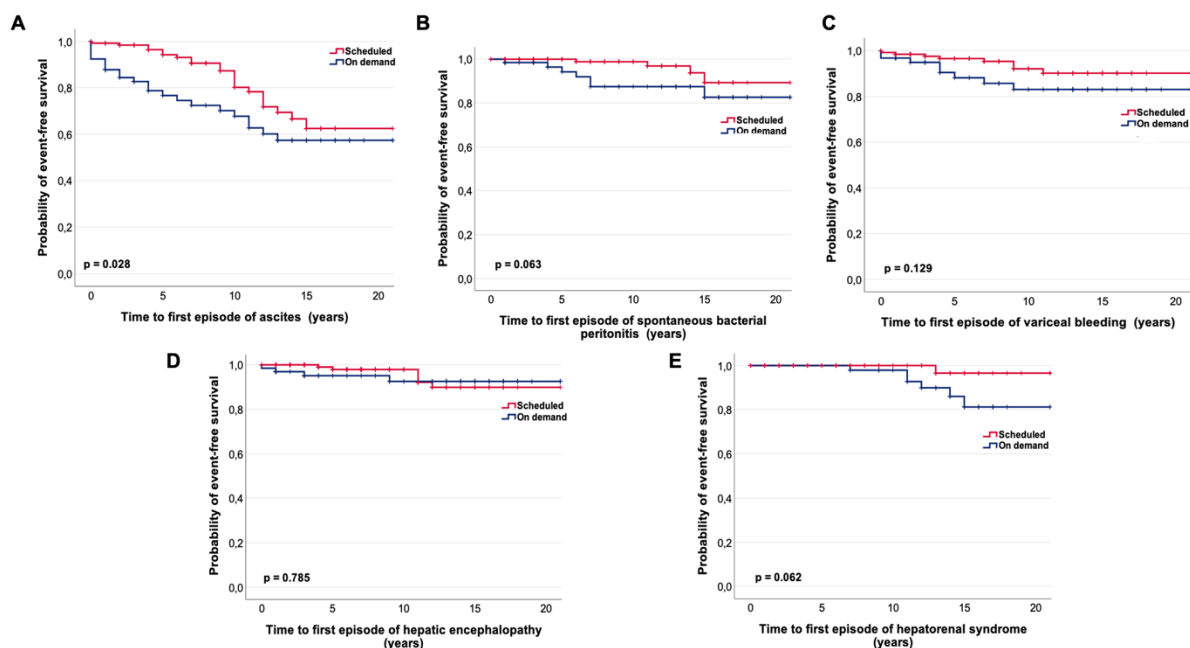 A
Probability of event-free survival
1,0
0,8
0,6
0,4
0,2
0,0
Scheduled
On demand
p = 0.028
0 5 10 15 20
Time to first episode of ascites (years)
B
Probability of event-free survival
1,0
0,8
0,6
0,4
0,2
0,0
Scheduled
On demand
p = 0.063
0 5 10 15 20
Time to first episode of spontaneous bacterial
peritonitis (years)
C
Probability of event-free survival
1,0
0,8
0,6
0,4
0,2
0,0
Scheduled
On demand
p = 0.129
0 5 10 15 20
Time to first episode of variceal bleeding (years)
D
Probability of event-free survival
1,0
0,8
0,6
0,4
0,2
0,0
Scheduled
On demand
p = 0.785
0 5 10 15 20
Time to first episode of hepatic encephalopathy
(years)
E
Probability of event-free survival
1,0
0,8
0,6
0,4
0,2
0,0
Scheduled
On demand
p = 0.062
0 5 10 15 20
Time to first episode of hepatorenal syndrome
(years)